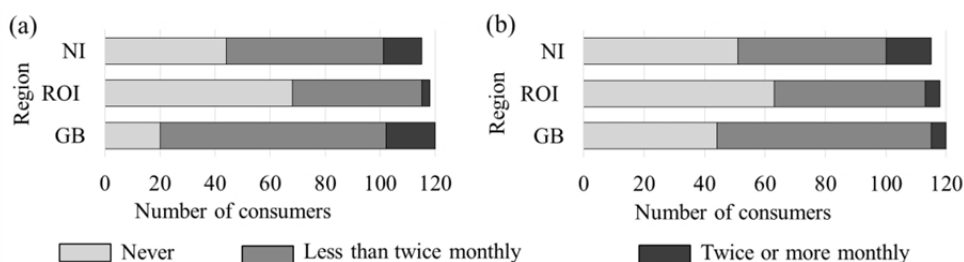 (a)
NI
ROI
GB
Region
0 20 40 60 80 100 120
Number of consumers
(b)
NI
ROI
GB
Region
0 20 40 60 80 100 120
Number of consumers
Never
Less than twice monthly
Twice or more monthly